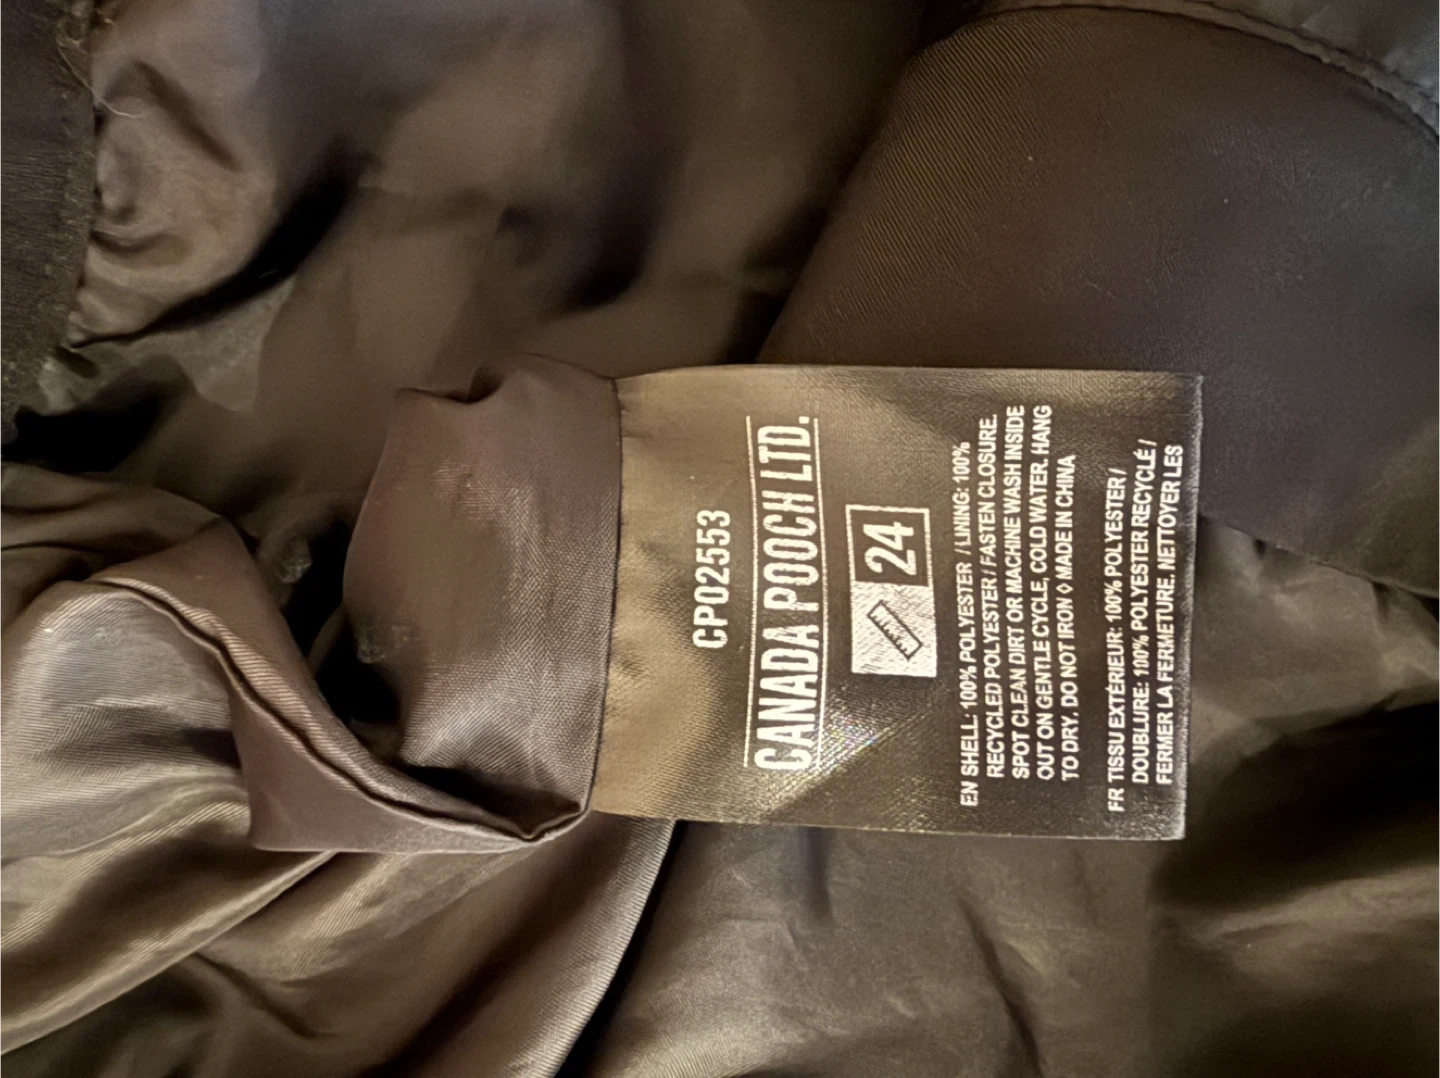 CP02553
CANADA POOCH LTD.
24
EN SHELL: 100% POLYESTER / LINING: 100%
RECYCLED POLYESTER / FASTEN CLOSURE.
SPOT CLEAN DIRT OR MACHINE WASH INSIDE
OUT ON GENTLE CYCLE, COLD WATER. HANG
TO DRY. DO NOT IRON ◊ MADE IN CHINA
FR TISSU EXTÉRIEUR: 100% POLYESTER /
DOUBLURE: 100% POLYESTER RECYCLÉ /
FERMER LA FERMETURE. NETTOYER LES